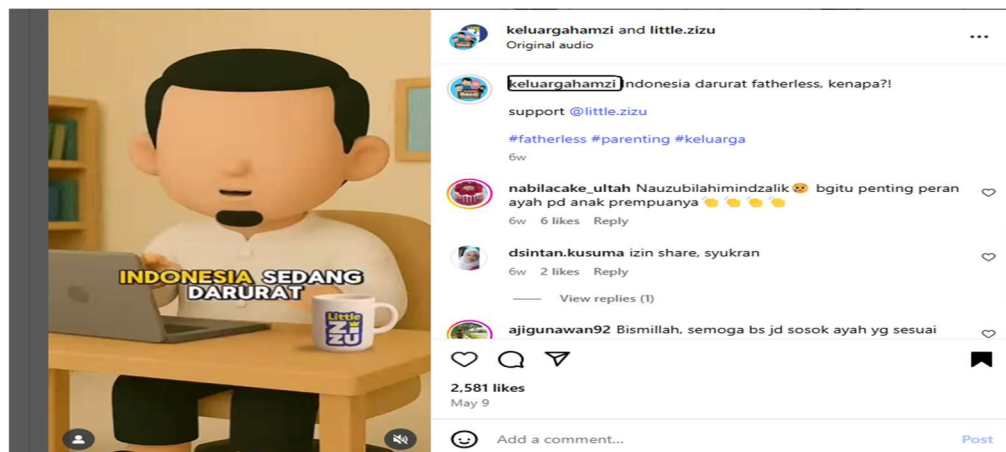 INDONESIA SEDANG
DARURAT
Little
ZI
ZU
keluargahamzi and little.zizu
Original audio
keluargahamzi Indonesia darurat fatherless, kenapa?!
support @little.zizu
#fatherless #parenting #keluarga
6w
nabilacake_ultah Nauzubilahimindzalik🥺 bgitu penting peran
ayah pd anak prempuanya👏👏👏👏
6w 6 likes Reply
dsintan.kusuma izin share, syukran
6w 2 likes Reply
View replies (1)
ajigunawan92 Bismillah, semoga bs jd sosok ayah yg sesuai
2,581 likes
May 9
Add a comment...
Post